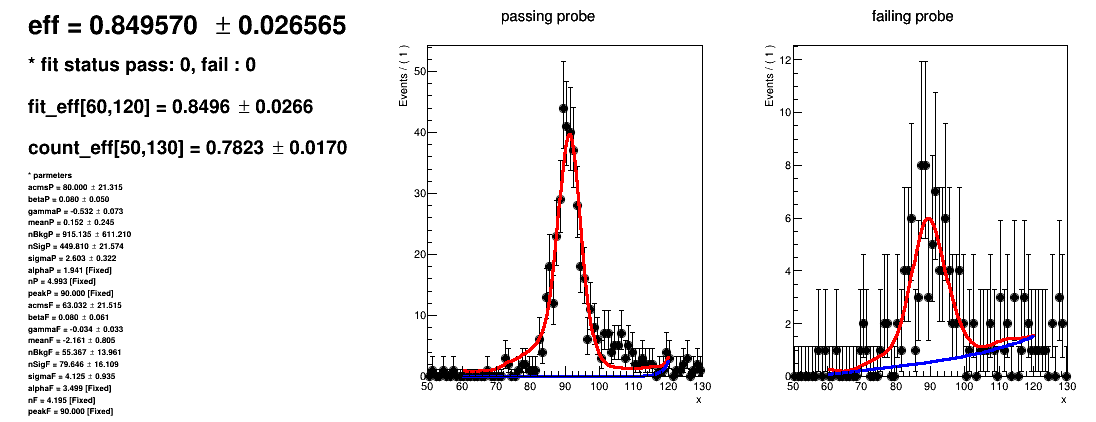 eff = 0.849570 ± 0.026565
* fit status pass: 0, fail : 0
fit_eff[60,120] = 0.8496 ± 0.0266
count_eff[50,130] = 0.7823 ± 0.0170
* parmeters
acmsP = 80.000 ± 21.315
betaP = 0.080 ± 0.050
gammaP = -0.532 ± 0.073
meanP = 0.152 ± 0.245
nBkgP = 915.135 ± 611.210
nSigP = 449.810 ± 21.574
sigmaP = 2.603 ± 0.322
alphaP = 1.941 [Fixed]
nP = 4.993 [Fixed]
peakP = 90.000 [Fixed]
acmsF = 63.032 ± 21.515
betaF = 0.080 ± 0.061
gammaF = -0.034 ± 0.033
meanF = -2.161 ± 0.805
nBkgF = 55.367 ± 13.961
nSigF = 79.646 ± 16.109
sigmaF = 4.125 ± 0.935
alphaF = 3.499 [Fixed]
nF = 4.195 [Fixed]
peakF = 90.000 [Fixed]
passing probe
Events / ( 1 )
50
40
30
20
10
0
50 60 70 80 90 100 110 120 130
x
failing probe
Events / ( 1 )
12
10
8
6
4
2
0
50 60 70 80 90 100 110 120 130
x